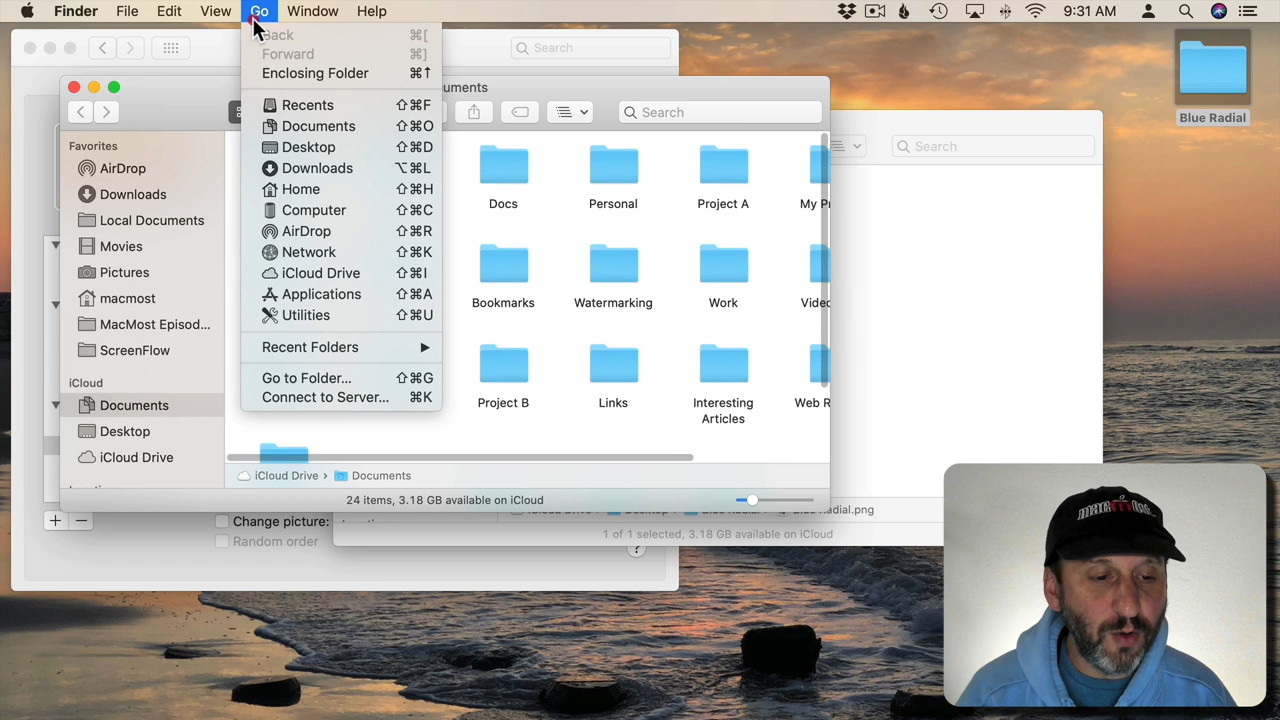 Finder File Edit View Go Window Help 9:31 AM
Back ⌘[
Forward ⌘]
Enclosing Folder ⌘↑
Recents ⇧⌘F
Documents ⇧⌘O
Desktop ⇧⌘D
Downloads ⌥⌘L
Home ⇧⌘H
Computer ⇧⌘C
AirDrop ⇧⌘R
Network ⇧⌘K
iCloud Drive ⇧⌘I
Applications ⇧⌘A
Utilities ⇧⌘U
Recent Folders
Go to Folder... ⇧⌘G
Connect to Server... ⌘K
Search
uments
Search
Search
Blue Radial
Favorites
AirDrop
Downloads
Local Documents
Movies
Pictures
macmost
MacMost Episod...
ScreenFlow
iCloud
Documents
Desktop
iCloud Drive
Docs Personal Project A My Pr
Bookmarks Watermarking Work Video
Project B Links Interesting Articles Web R
iCloud Drive › Documents
24 items, 3.18 GB available on iCloud
Change picture:
Random order
?
Blue Radial.png
1 of 1 selected, 3.18 GB available on iCloud